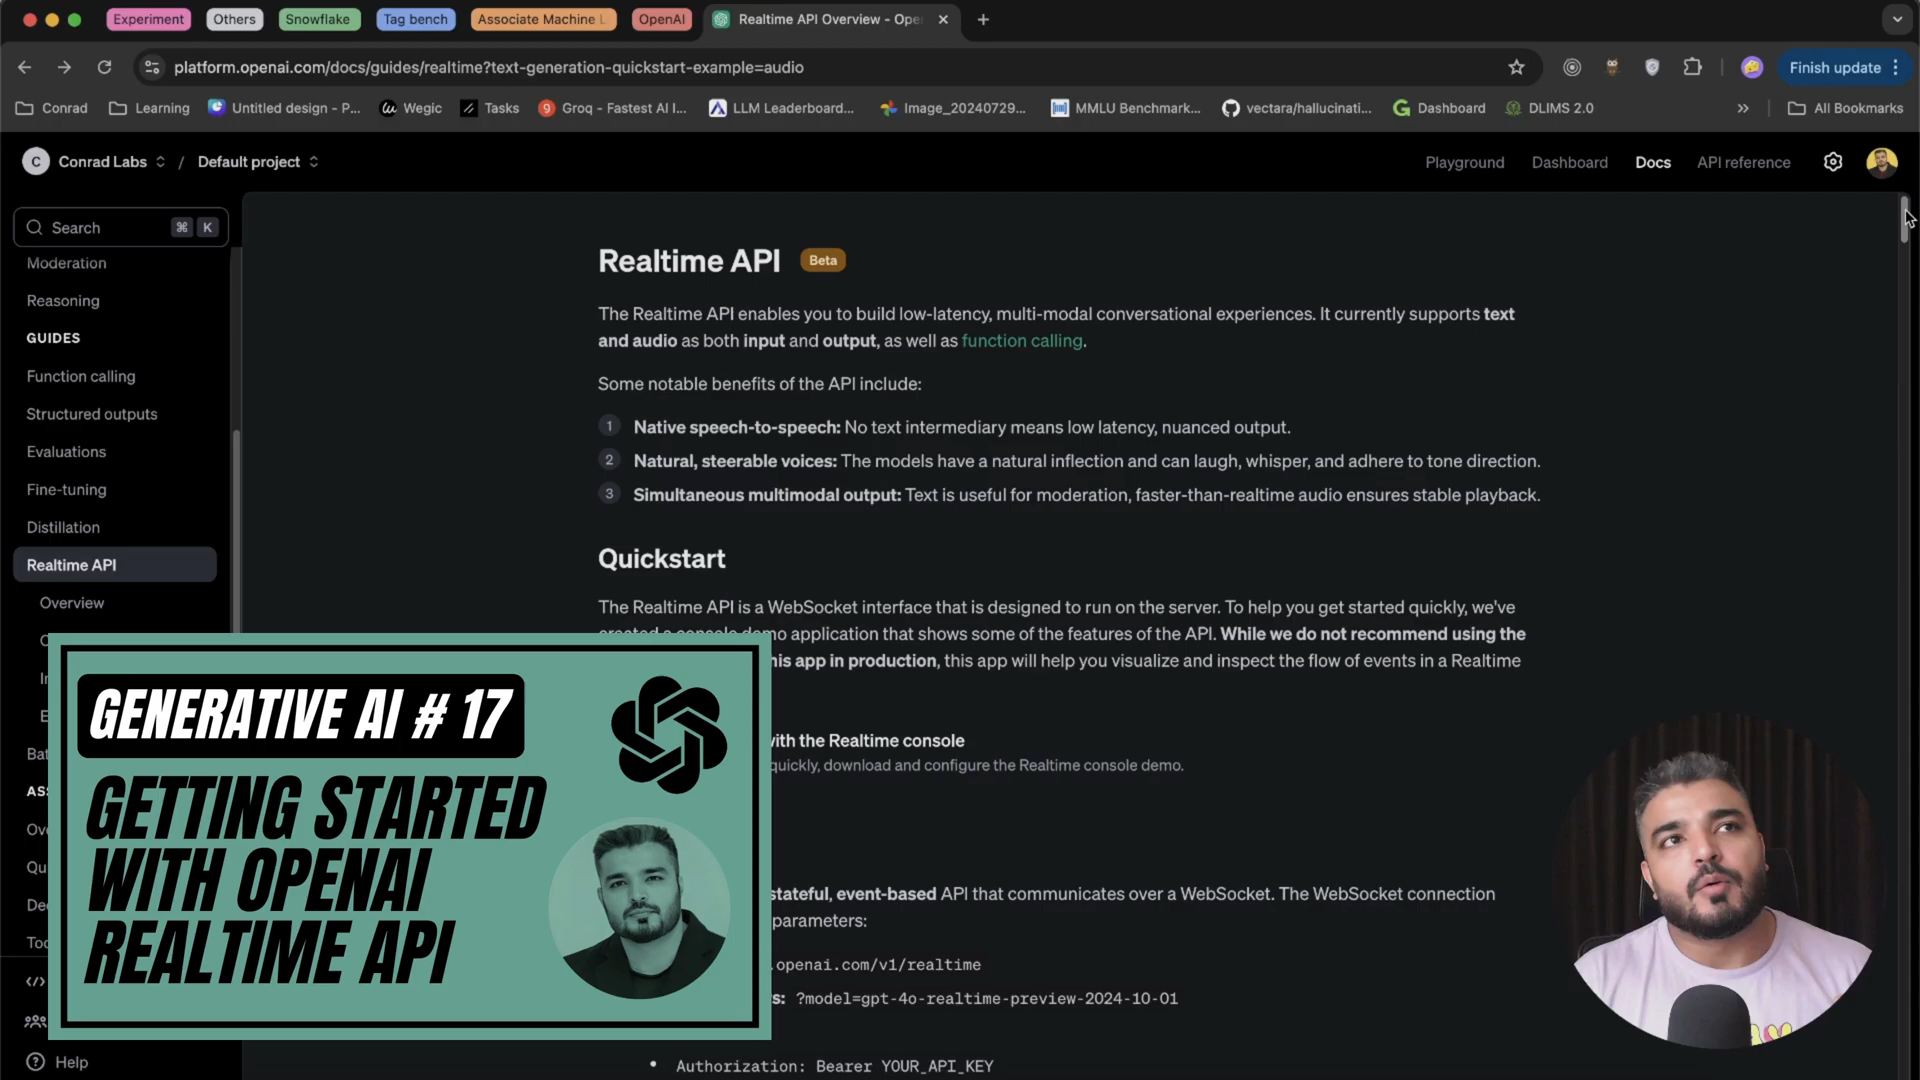 Experiment
Others
Snowflake
Tag bench
Associate Machine L
OpenAI
Realtime API Overview - Ope
platform.openai.com/docs/guides/realtime?text-generation-quickstart-example=audio
Finish update
Conrad
Learning
Untitled design - P...
Wegic
Tasks
Groq - Fastest AI I...
LLM Leaderboard...
Image_20240729...
MMLU Benchmark...
vectara/hallucinati...
Dashboard
DLIMS 2.0
All Bookmarks
C Conrad Labs / Default project
Playground
Dashboard
Docs
API reference
Search ⌘ K
Moderation
Reasoning
GUIDES
Function calling
Structured outputs
Evaluations
Fine-tuning
Distillation
Realtime API
Overview
Help
Realtime API Beta
The Realtime API enables you to build low-latency, multi-modal conversational experiences. It currently supports text
and audio as both input and output, as well as function calling.
Some notable benefits of the API include:
1 Native speech-to-speech: No text intermediary means low latency, nuanced output.
2 Natural, steerable voices: The models have a natural inflection and can laugh, whisper, and adhere to tone direction.
3 Simultaneous multimodal output: Text is useful for moderation, faster-than-realtime audio ensures stable playback.
Quickstart
The Realtime API is a WebSocket interface that is designed to run on the server. To help you get started quickly, we've
created a console demo application that shows some of the features of the API. While we do not recommend using the
his app in production, this app will help you visualize and inspect the flow of events in a Realtime
with the Realtime console
quickly, download and configure the Realtime console demo.
stateful, event-based API that communicates over a WebSocket. The WebSocket connection
parameters:
.openai.com/v1/realtime
s: ?model=gpt-4o-realtime-preview-2024-10-01
• Authorization: Bearer YOUR_API_KEY
GENERATIVE AI # 17
GETTING STARTED
WITH OPENAI
REALTIME API